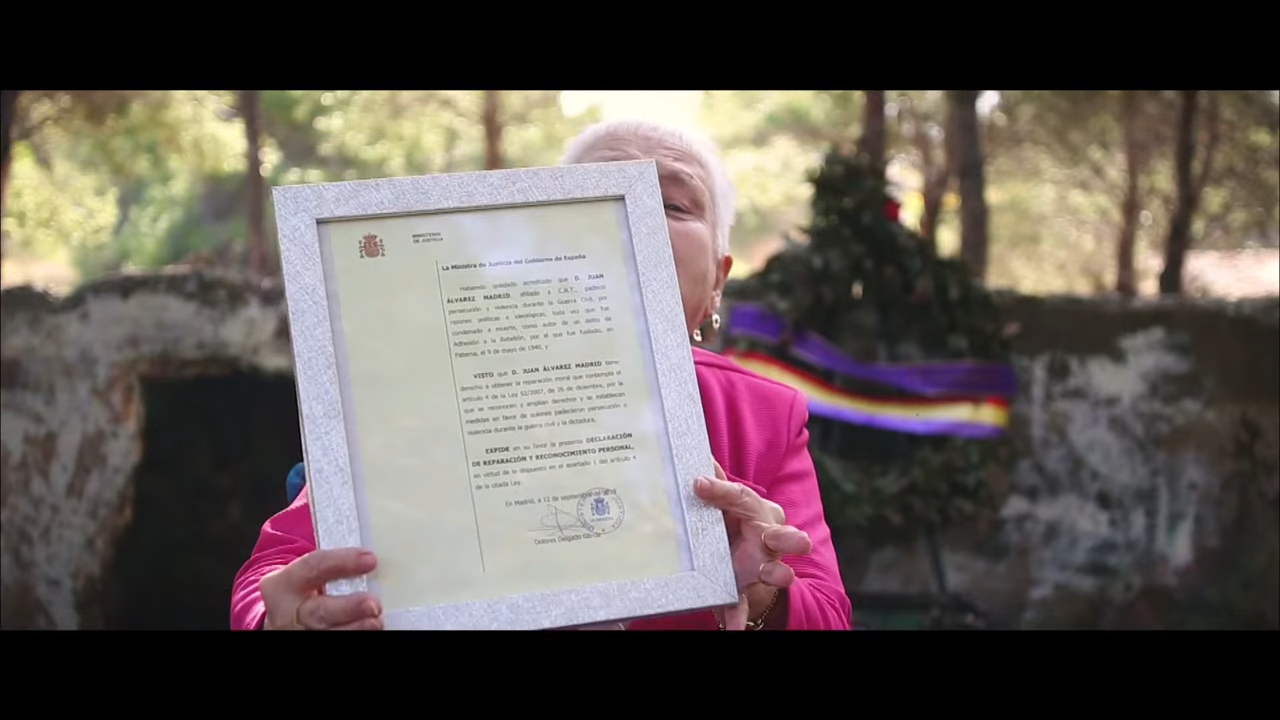 MINISTERIO
DE JUSTICIA
La Ministra de Justicia del Gobierno de España
Habiendo quedado acreditado que D. JUAN
ÁLVAREZ MADRID, afiliado a C.N.T., padeció
persecución y violencia durante la Guerra Civil, por
razones políticas e ideológicas, toda vez que fue
condenado a muerte, como autor de un delito de
Adhesión a la Rebelión, por el que fue fusilado, en
Paterna, el 9 de mayo de 1940, y
VISTO que D. JUAN ÁLVAREZ MADRID tiene
derecho a obtener la reparación moral que contempla el
artículo 4 de la Ley 52/2007, de 26 de diciembre, por la
que se reconocen y amplían derechos y se establecen
medidas en favor de quienes padecieron persecución o
violencia durante la guerra civil y la dictadura,
EXPIDE en su favor la presente DECLARACIÓN
DE REPARACIÓN Y RECONOCIMIENTO PERSONAL,
en virtud de lo dispuesto en el apartado 1 del artículo 4
de la citada Ley.
En Madrid, a 12 de septiembre de
Dolores Delgado García